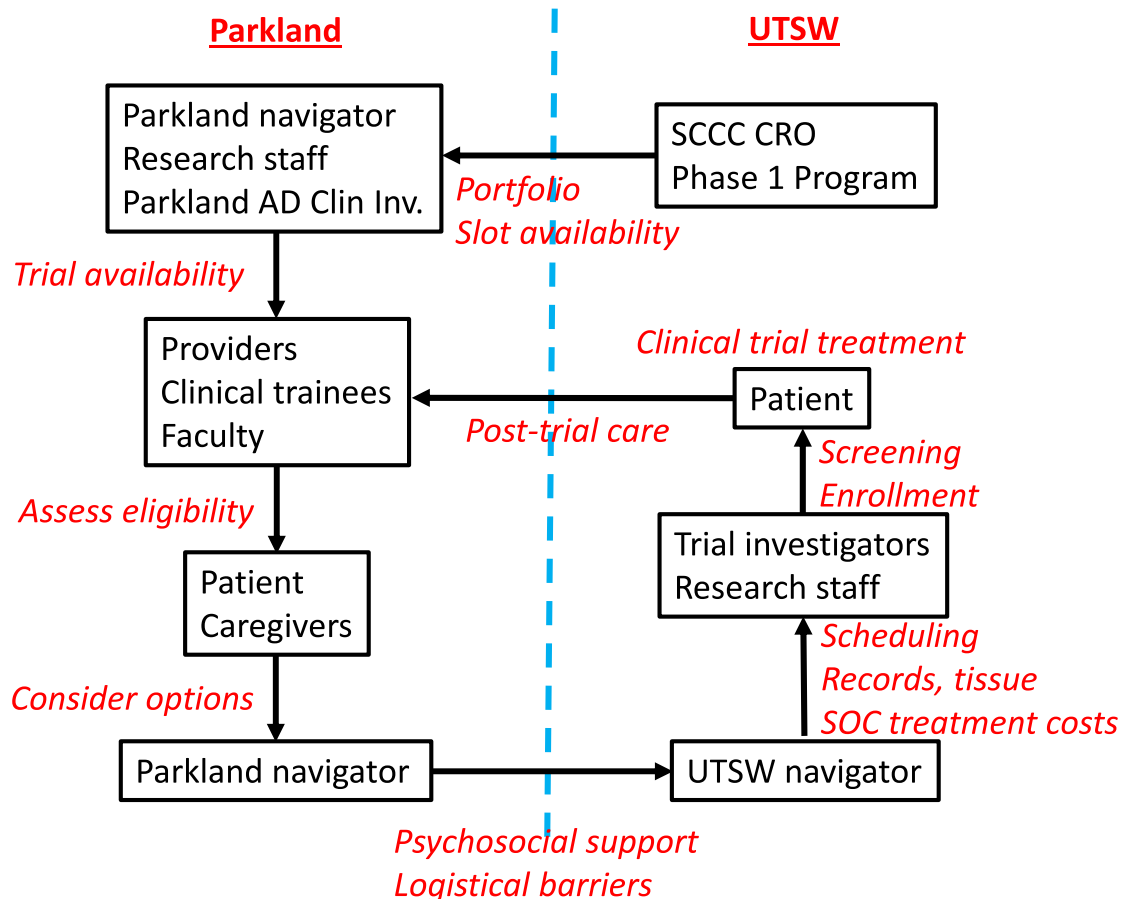 Parkland
UTSW
Parkland navigator
Research staff
Parkland AD Clin Inv.
SCCC CRO
Phase 1 Program
Portfolio
Slot availability
Trial availability
Providers
Clinical trainees
Faculty
Clinical trial treatment
Patient
Post-trial care
Screening
Enrollment
Assess eligibility
Trial investigators
Research staff
Patient
Caregivers
Scheduling
Records, tissue
SOC treatment costs
Consider options
Parkland navigator
UTSW navigator
Psychosocial support
Logistical barriers